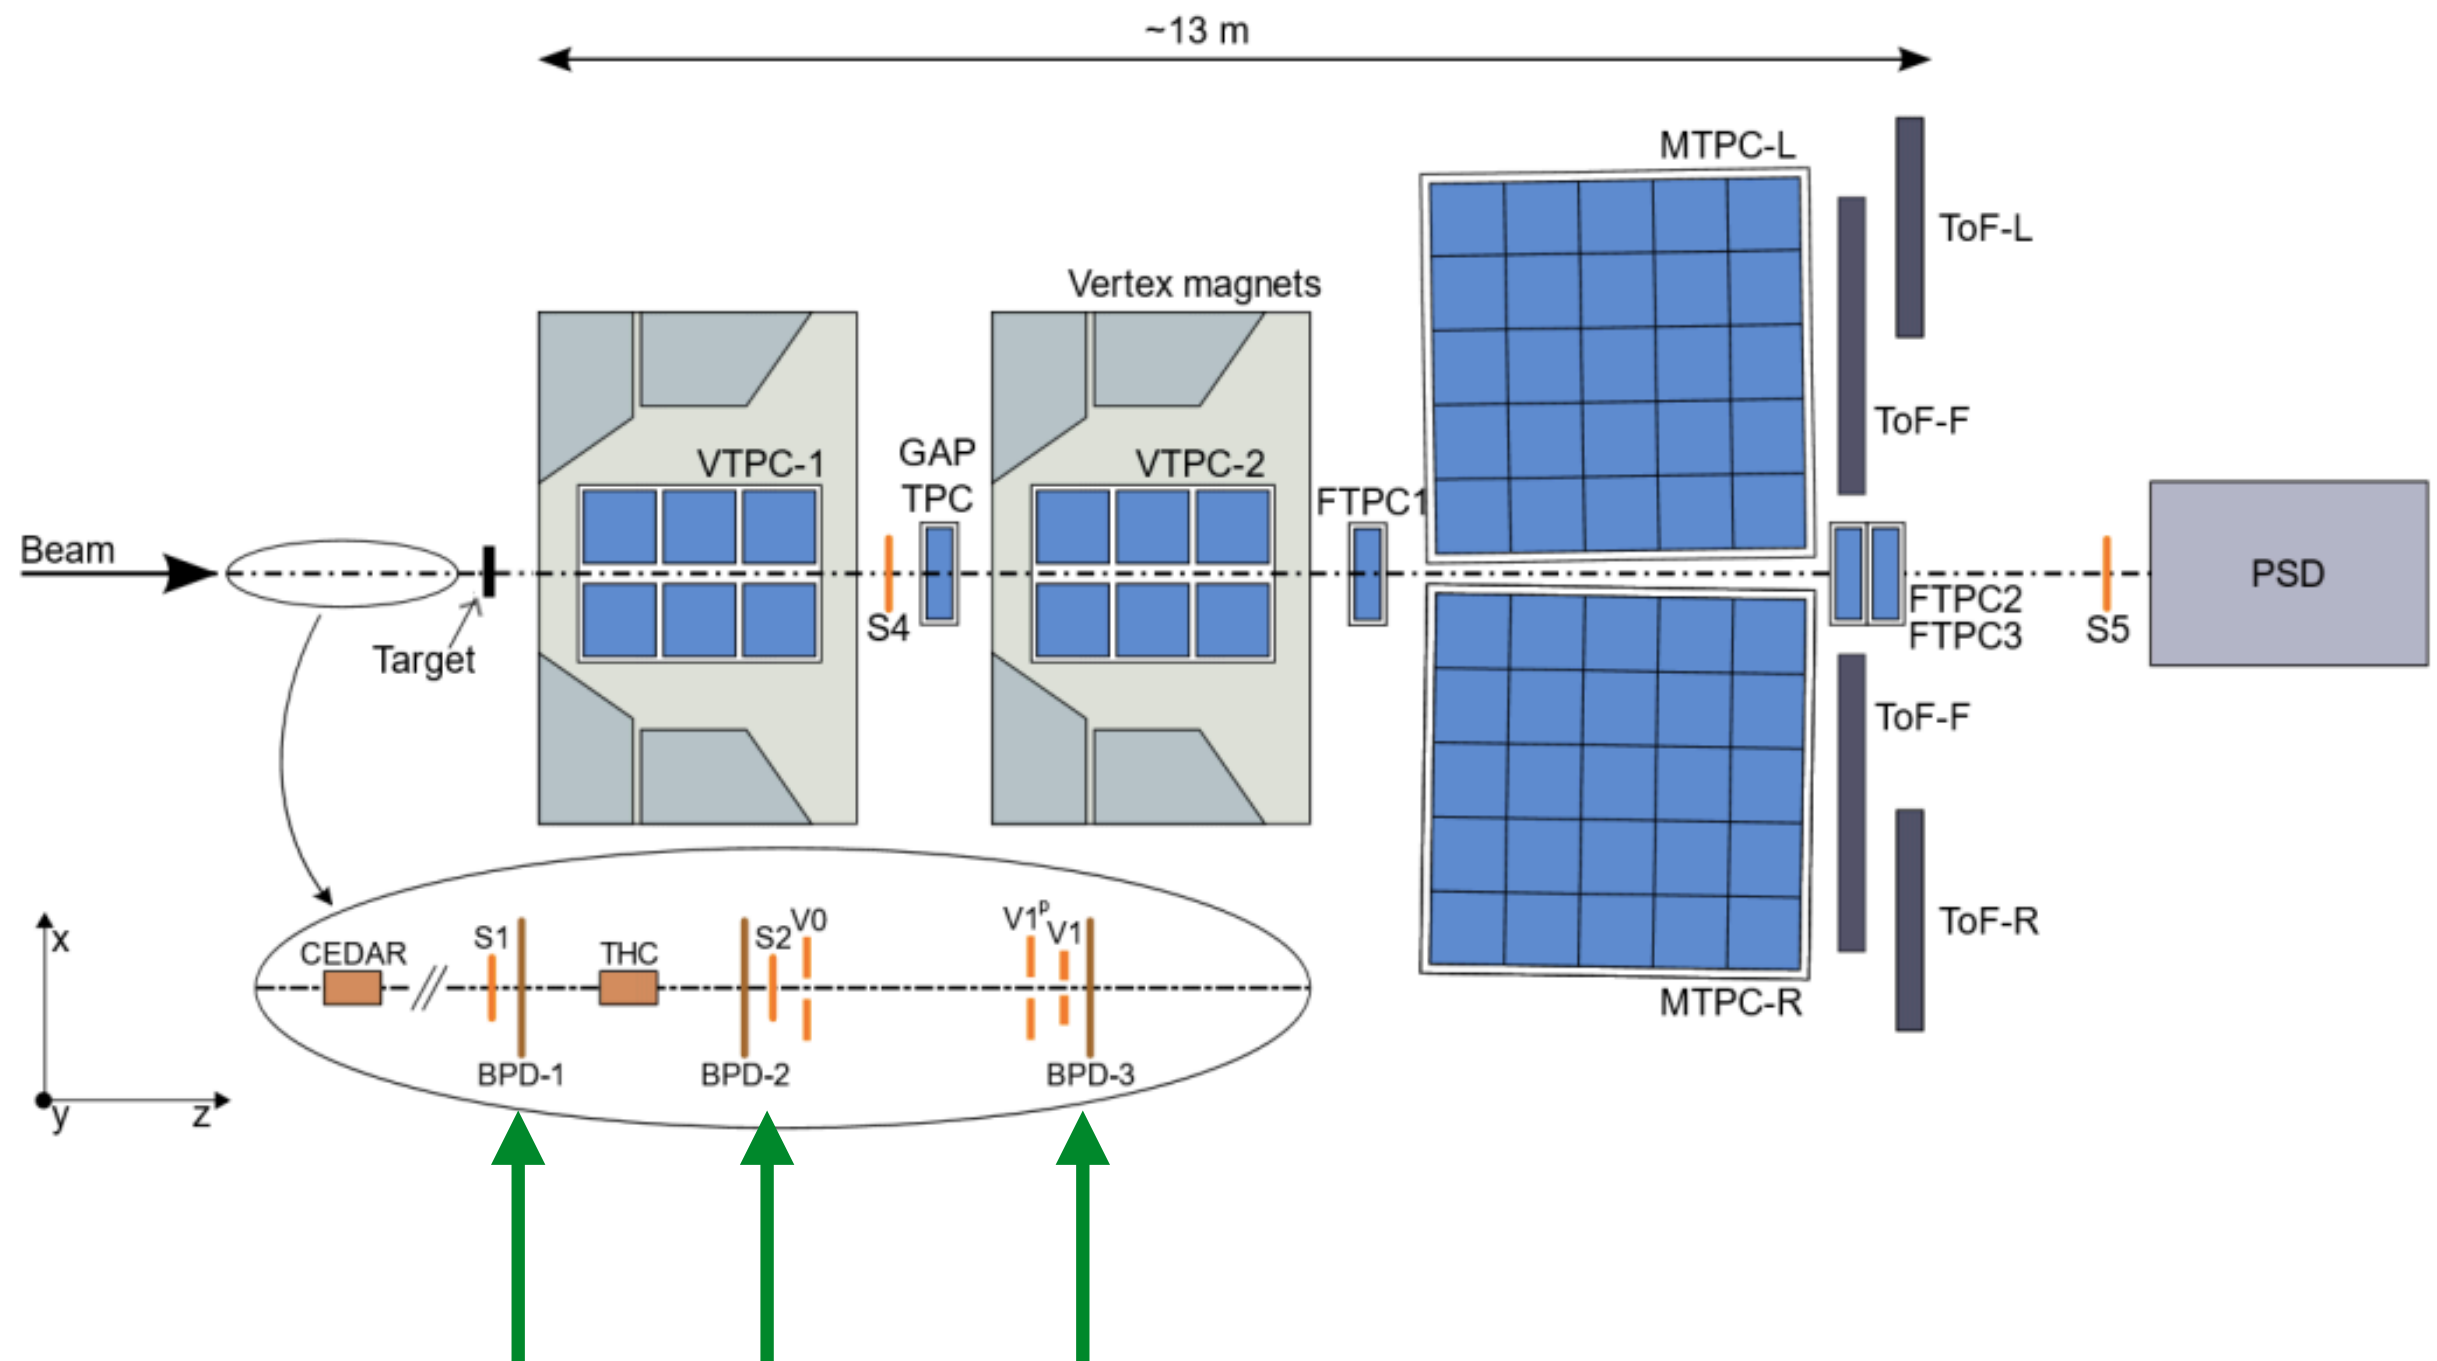 ~13 m
MTPC-L
ToF-L
Vertex magnets
ToF-F
GAP
TPC
VTPC-1
VTPC-2
FTPC1
Beam
PSD
FTPC2
FTPC3
S4
S5
Target
ToF-F
V1p
V0
V1
S1
S2
CEDAR
THC
ToF-R
MTPC-R
BPD-1
BPD-2
BPD-3
x
y
z